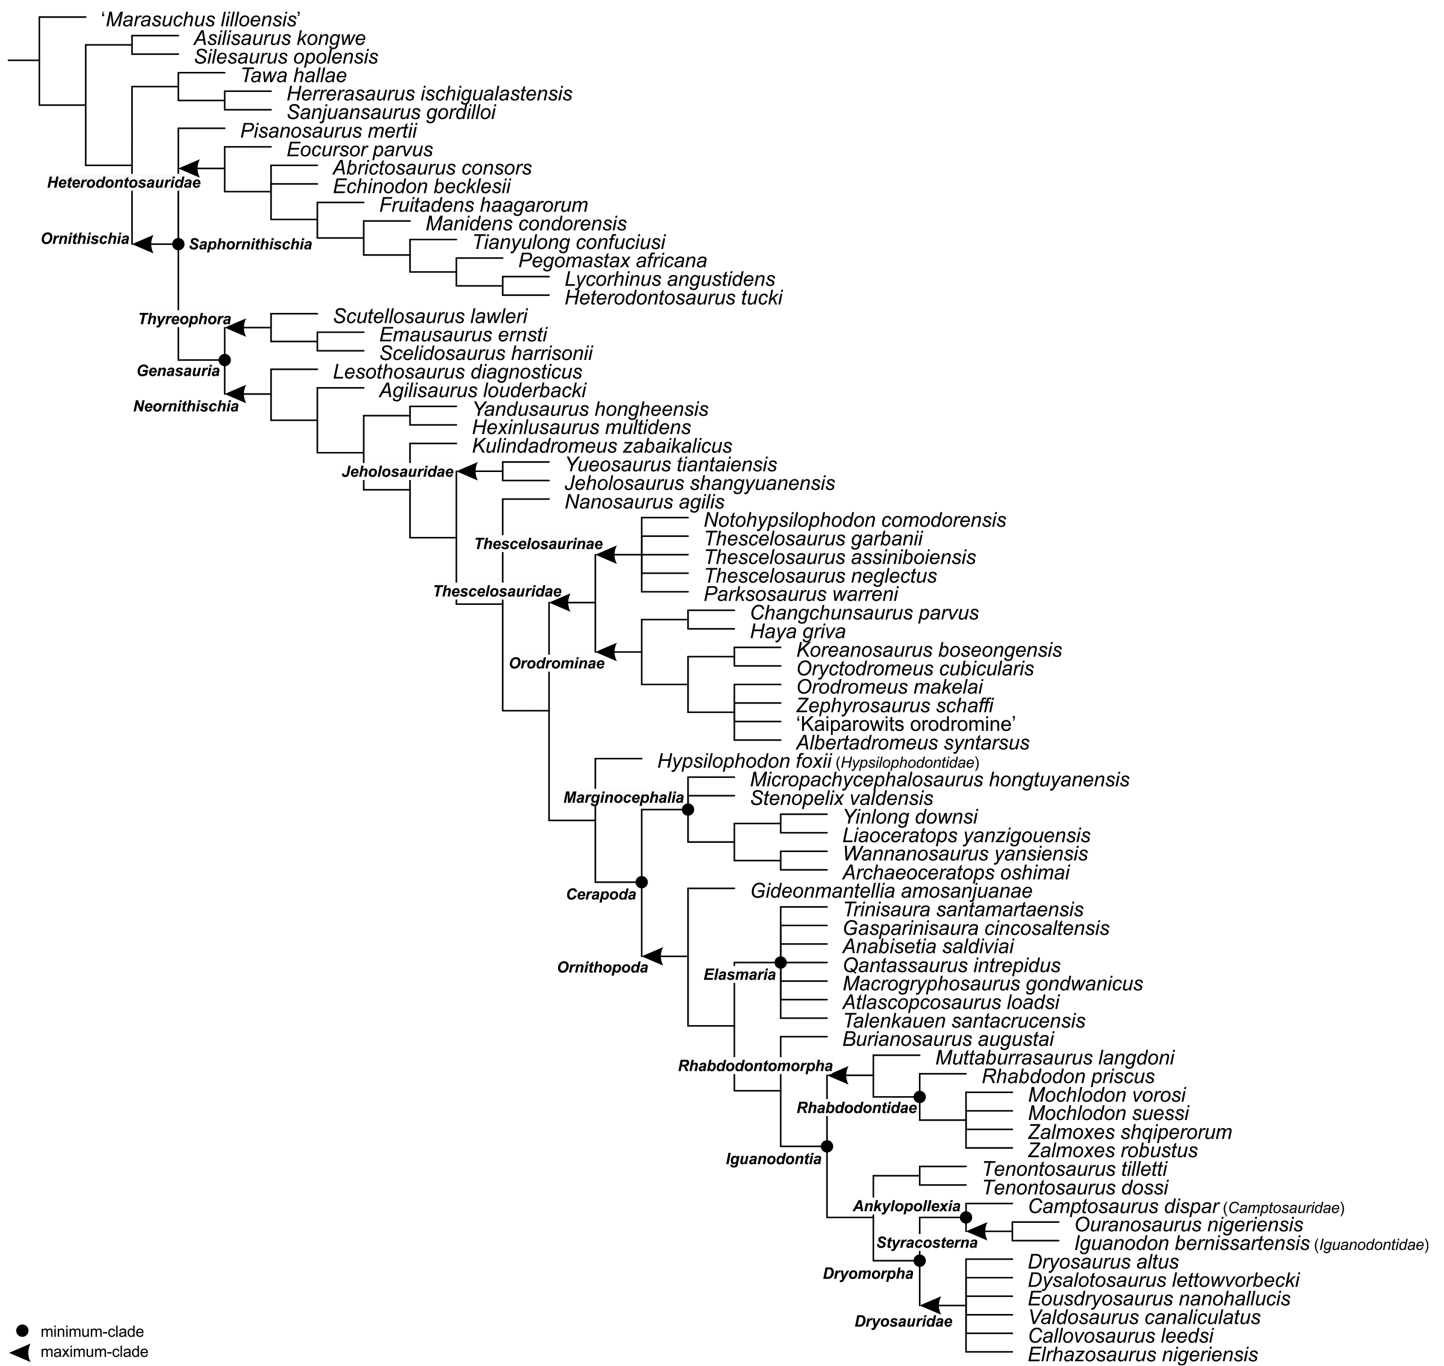 ‘Marasuchus lilloensis’
Asilisaurus kongwe
Silesaurus opolensis
Tawa hallae
Herrerasaurus ischigualastensis
Sanjuansaurus gordilloi
Pisanosaurus mertii
Eocursor parvus
Abrictosaurus consors
Heterodontosauridae
Echinodon becklesii
Fruitadens haagarorum
Manidens condorensis
Ornithischia
Saphornithischia
Tianyulong confuciusi
Pegomastax africana
Lycorhinus angustidens
Heterodontosaurus tucki
Thyreophora
Scutellosaurus lawleri
Emausaurus ernsti
Scelidosaurus harrisonii
Genasauria
Lesothosaurus diagnosticus
Agilisaurus louderbacki
Neornithischia
Yandusaurus hongheensis
Hexinlusaurus multidens
Kulindadromeus zabaikalicus
Jeholosauridae
Yueosaurus tiantaiensis
Jeholosaurus shangyuanensis
Nanosaurus agilis
Notohypsilophodon comodorensis
Thescelosaurinae
Thescelosaurus garbanii
Thescelosaurus assiniboiensis
Thescelosaurus neglectus
Thescelosauridae
Parksosaurus warreni
Changchunsaurus parvus
Haya griva
Koreanosaurus boseongensis
Orodrominae
Oryctodromeus cubicularis
Orodromeus makelai
Zephyrosaurus schaffi
‘Kaiparowits orodromine’
Albertadromeus syntarsus
Hypsilophodon foxii (Hypsilophodontidae)
Micropachycephalosaurus hongtuyanensis
Marginocephalia
Stenopelix valdensis
Yinlong downsi
Liaoceratops yanzigouensis
Wannanosaurus yansiensis
Archaeoceratops oshimai
Cerapoda
Gideonmantellia amosanjuanae
Trinisaura santamartaensis
Gasparinisaura cincosaltensis
Anabisetia saldiviai
Ornithopoda
Qantassaurus intrepidus
Elasmaria
Macrogryphosaurus gondwanicus
Atlascopcosaurus loadsi
Talenkauen santacrucensis
Burianosaurus augustai
Muttaburrasaurus langdoni
Rhabdodontomorpha
Rhabdodon priscus
Mochlodon vorosi
Rhabdodontidae
Mochlodon suessi
Zalmoxes shqiperorum
Zalmoxes robustus
Iguanodontia
Tenontosaurus tilletti
Tenontosaurus dossi
Ankylopollexia
Camptosaurus dispar (Camptosauridae)
Ouranosaurus nigeriensis
Styracosterna
Iguanodon bernissartensis (Iguanodontidae)
Dryosaurus altus
Dryomorpha
Dysalotosaurus lettowvorbecki
Eousdryosaurus nanohallucis
Valdosaurus canaliculatus
Dryosauridae
Callovosaurus leedsi
Elrhazosaurus nigeriensis
minimum-clade
maximum-clade